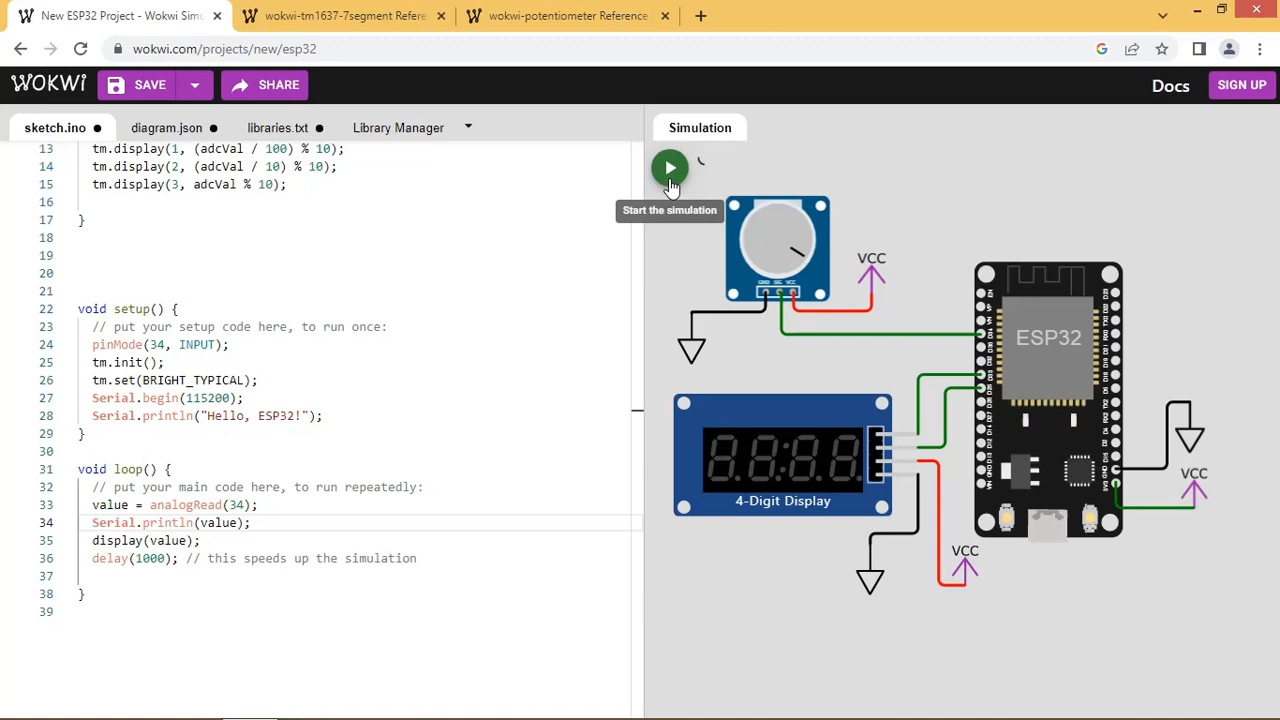 New ESP32 Project - Wokwi Simu
wokwi-tm1637-7segment Refere
wokwi-potentiometer Reference
wokwi.com/projects/new/esp32
WOKWI
SAVE
SHARE
Docs
SIGN UP
sketch.ino
diagram.json
libraries.txt
Library Manager
Simulation
13 tm.display(1, (adcVal / 100) % 10);
14 tm.display(2, (adcVal / 10) % 10);
15 tm.display(3, adcVal % 10);
16
17 }
18
19
20
21
22 void setup() {
23 // put your setup code here, to run once:
24 pinMode(34, INPUT);
25 tm.init();
26 tm.set(BRIGHT_TYPICAL);
27 Serial.begin(115200);
28 Serial.println("Hello, ESP32!");
29 }
30
31 void loop() {
32 // put your main code here, to run repeatedly:
33 value = analogRead(34);
34 Serial.println(value);
35 display(value);
36 delay(1000); // this speeds up the simulation
37
38 }
39
Start the simulation
GND SIG VCC
VCC
ESP32
4-Digit Display
VCC
VCC